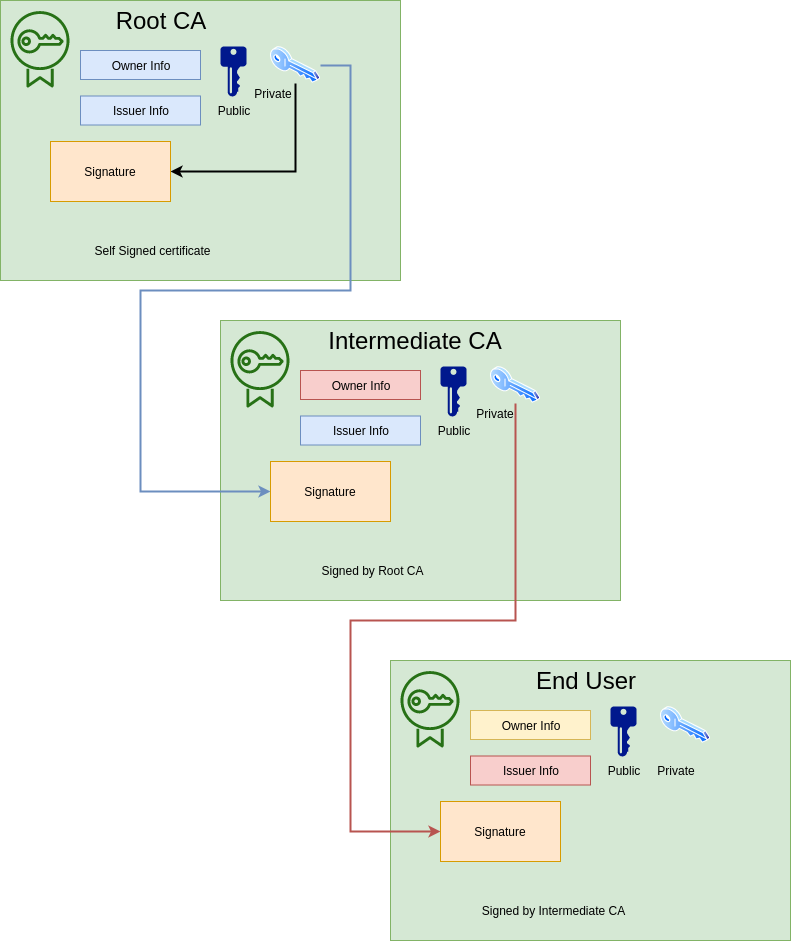 Root CA
Owner Info
Private
Issuer Info
Public
Signature
Self Signed certificate
Intermediate CA
Owner Info
Private
Issuer Info
Public
Signature
Signed by Root CA
End User
Owner Info
Issuer Info
Public
Private
Signature
Signed by Intermediate CA